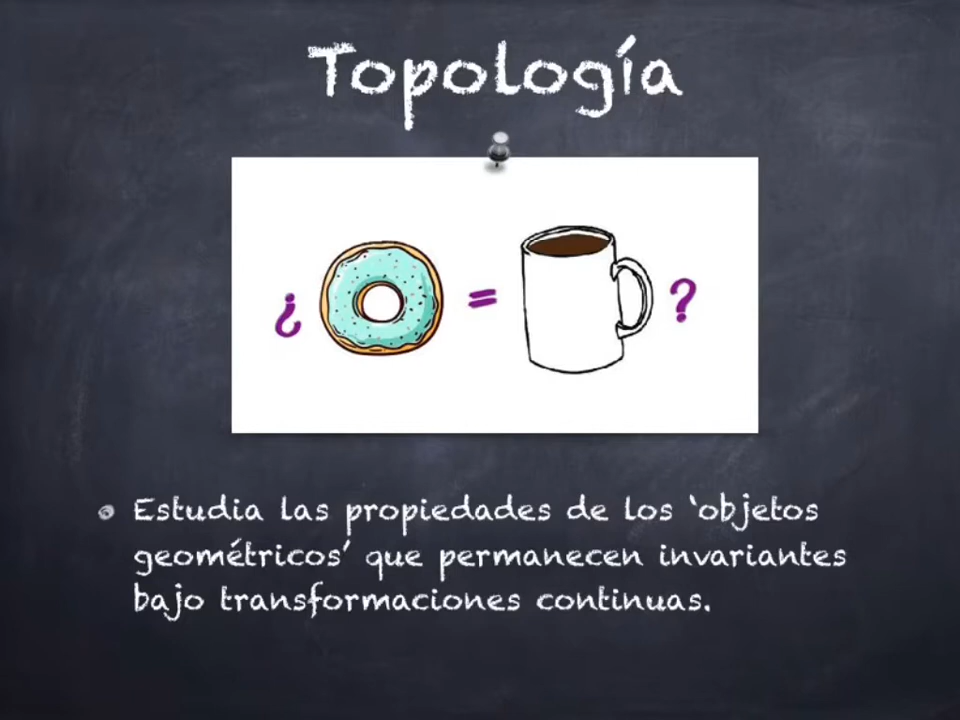 Topología
¿ = ?
Estudia las propiedades de los ‘objetos
geométricos’ que permanecen invariantes
bajo transformaciones continuas.